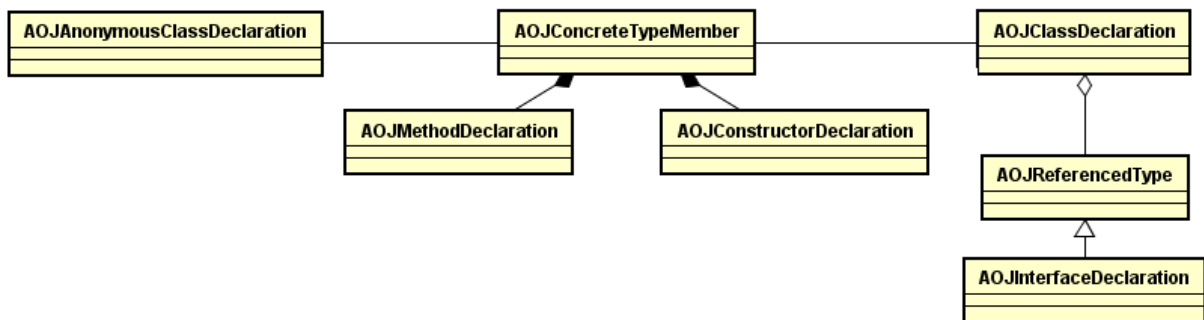 AOJAnonymousClassDeclaration
AOJConcreteTypeMember
AOJClassDeclaration
AOJMethodDeclaration
AOJConstructorDeclaration
AOJReferencedType
AOJInterfaceDeclaration